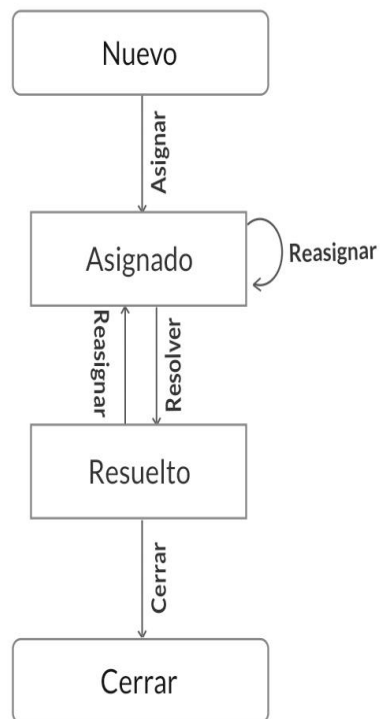 Nuevo
Asignar
Asignado
Reasignar
Reasignar
Resolver
Resuelto
Cerrar
Cerrar